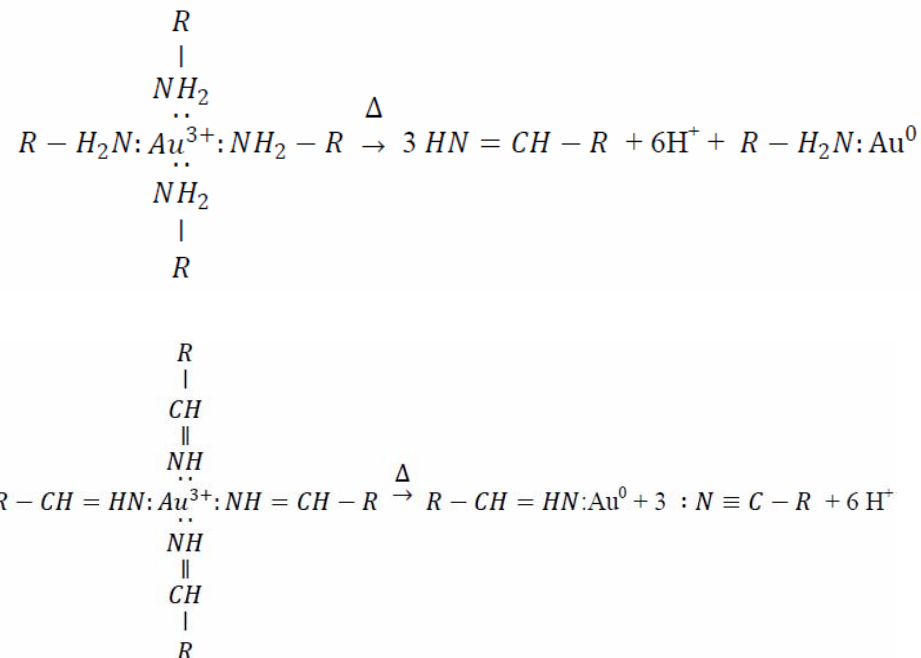 R
|
NH₂
··
Δ
R − H₂N: Au³⁺ : NH₂ − R → 3 HN = CH − R + 6H⁺ + R − H₂N: Au⁰
··
NH₂
|
R
R
|
CH
||
NH
··
Δ
R − CH = HN: Au³⁺ : NH = CH − R → R − CH = HN:Au⁰ + 3 : N ≡ C − R + 6 H⁺
··
NH
||
CH
|
R